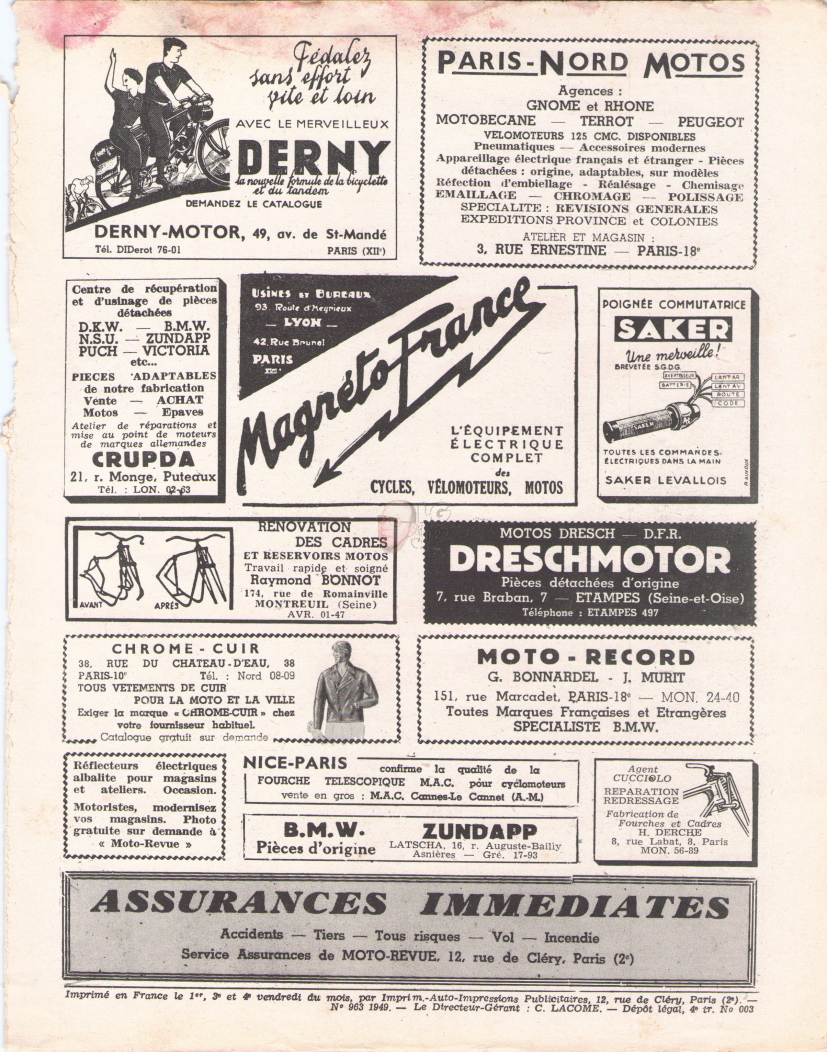 Pédalez
sans effort
vite et loin
AVEC LE MERVEILLEUX
DERNY
la nouvelle formule de la bicyclette
et du tandem
DEMANDEZ LE CATALOGUE
DERNY-MOTOR, 49, av. de St-Mandé
Tél. DIDerot 76-01 PARIS (XIIe)
PARIS-NORD MOTOS
Agences :
GNOME et RHONE
MOTOBECANE — TERROT — PEUGEOT
VELOMOTEURS 125 CMC. DISPONIBLES
Pneumatiques — Accessoires modernes
Appareillage électrique français et étranger - Pièces
détachées : origine, adaptables, sur modèles
Réfection d'embiellage - Réalésage - Chemisage
EMAILLAGE — CHROMAGE — POLISSAGE
SPECIALITE : REVISIONS GENERALES
EXPEDITIONS PROVINCE et COLONIES
ATELIER ET MAGASIN :
3, RUE ERNESTINE — PARIS-18e
Centre de récupération
et d'usinage de pièces
détachées
D.K.W. — B.M.W.
N.S.U. — ZUNDAPP
PUCH — VICTORIA
etc...
PIECES ADAPTABLES
de notre fabrication
Vente — ACHAT
Motos — Epaves
Atelier de réparations et
mise au point de moteurs
de marques allemandes
CRUPDA
21, r. Monge, Puteaux
Tél. : LON. 02-63
USINES ET BUREAUX
93, Route d'Heyrieux
— LYON —
42, Rue Brunel
PARIS
XVIIe
Magnéto France
L'ÉQUIPEMENT
ÉLECTRIQUE
COMPLET
des
CYCLES, VÉLOMOTEURS, MOTOS
POIGNÉE COMMUTATRICE
SAKER
Une merveille!
BREVETÉE S.G.D.G.
AVERTISSEUR
BATTERIE
LANT.AR
LANT.AV
ROUTE
CODE
SAKER
TOUTES LES COMMANDES
ÉLECTRIQUES DANS LA MAIN
SAKER LEVALLOIS
AVANT
APRÉS
RENOVATION
DES CADRES
ET RESERVOIRS MOTOS
Travail rapide et soigné
Raymond BONNOT
174, rue de Romainville
MONTREUIL (Seine)
AVR. 01-47
MOTOS DRESCH — D.F.R.
DRESCHMOTOR
Pièces détachées d'origine
7, rue Braban, 7 — ETAMPES (Seine-et-Oise)
Téléphone : ETAMPES 497
CHROME - CUIR
38, RUE DU CHATEAU-D'EAU, 38
PARIS-10e Tél. : Nord 08-09
TOUS VETEMENTS DE CUIR
POUR LA MOTO ET LA VILLE
Exiger la marque « CHROME-CUIR » chez
votre fournisseur habituel.
Catalogue gratuit sur demande
MOTO - RECORD
G. BONNARDEL - J. MURIT
151, rue Marcadet, PARIS-18e — MON. 24-40
Toutes Marques Françaises et Etrangères
SPECIALISTE B.M.W.
Réflecteurs électriques
albalite pour magasins
et ateliers. Occasion.
Motoristes, modernisez
vos magasins. Photo
gratuite sur demande à
« Moto-Revue »
NICE-PARIS confirme la qualité de la
FOURCHE TELESCOPIQUE M.A.C. pour cyclomoteurs
vente en gros : M.A.C. Cannes-Le Cannet (A.-M.)
B.M.W. ZUNDAPP
Pièces d'origine LATSCHA, 16, r. Auguste-Bailly
Asnières — Gré. 17-93
Agent
CUCCIOLO
REPARATION
REDRESSAGE
Fabrication de
Fourches et Cadres
H. DERCHE
8, rue Labat, 8, Paris
MON. 56-89
ASSURANCES IMMEDIATES
Accidents — Tiers — Tous risques — Vol — Incendie
Service Assurances de MOTO-REVUE, 12, rue de Cléry, Paris (2e)
Imprimé en France le 1er, 3e et 4e vendredi du mois, par Imprim.-Auto-Impressions Publicitaires, 12, rue de Cléry, Paris (2e). —
No 963 1949. — Le Directeur-Gérant : C. LACOME. — Dépôt légal, 4e tr. No 003